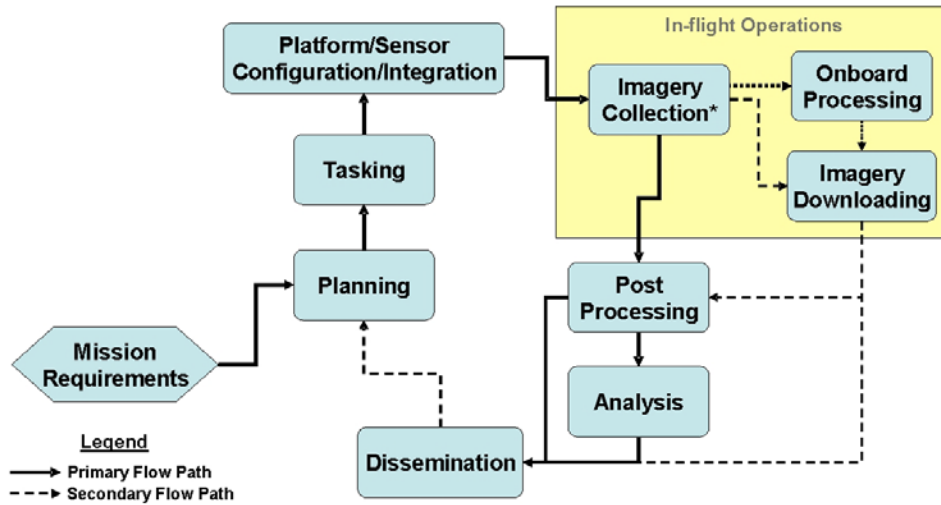 In-flight Operations
Platform/Sensor
Configuration/Integration
Imagery
Collection*
Onboard
Processing
Tasking
Imagery
Downloading
Planning
Post
Processing
Mission
Requirements
Analysis
Dissemination
Legend
Primary Flow Path
Secondary Flow Path